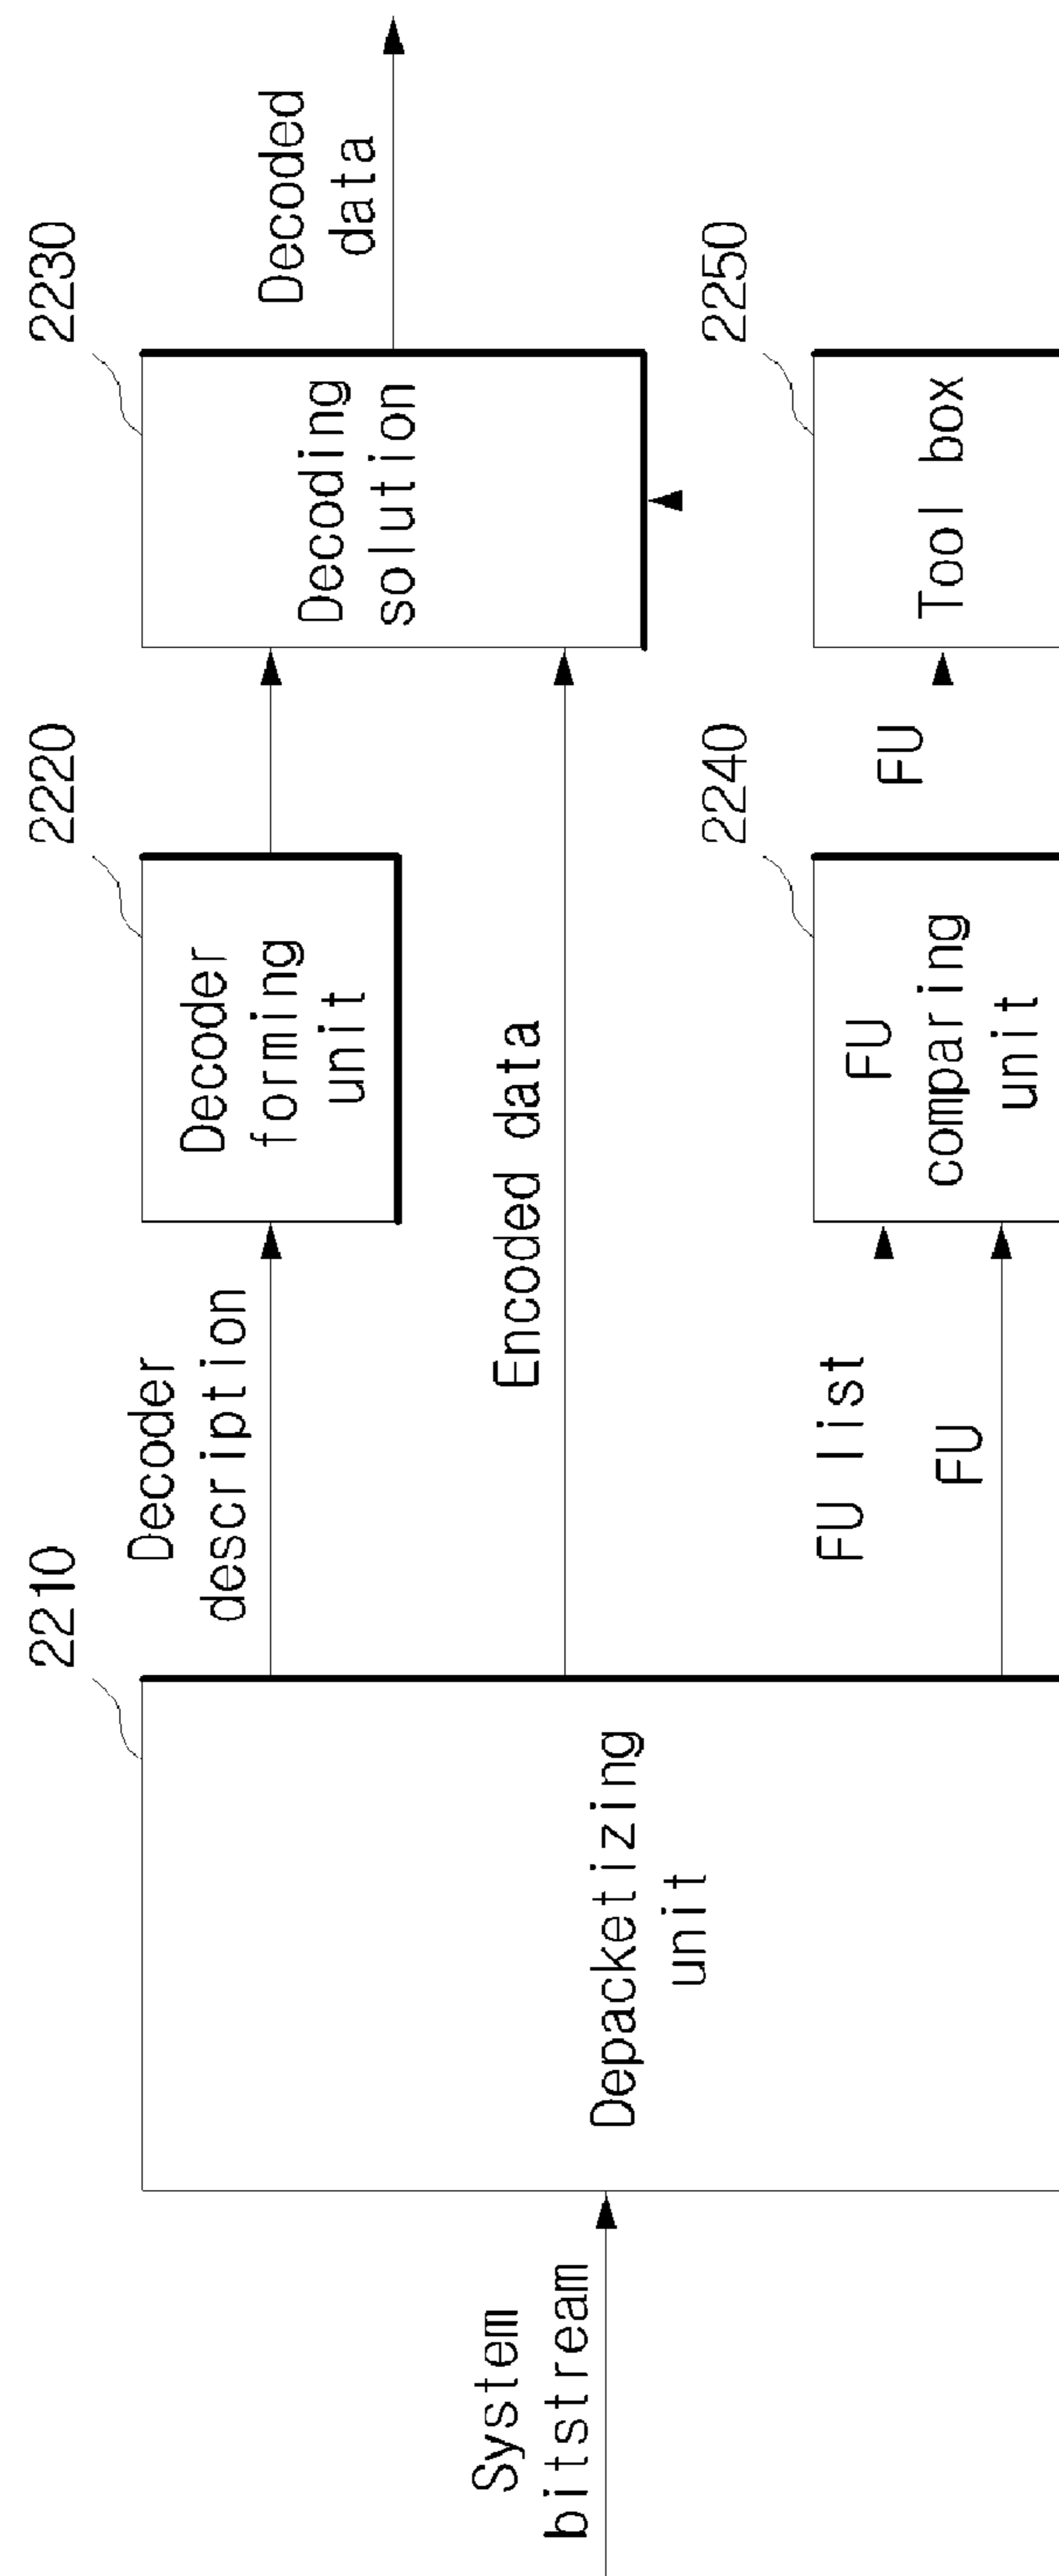 2210
2220
2230
Decoder
description
Decoder
forming
unit
Decoding
solution
Decoded
data
System
bitstream
Depacketizing
unit
Encoded data
2240
2250
FU list
FU
FU
comparing
unit
FU
Tool box